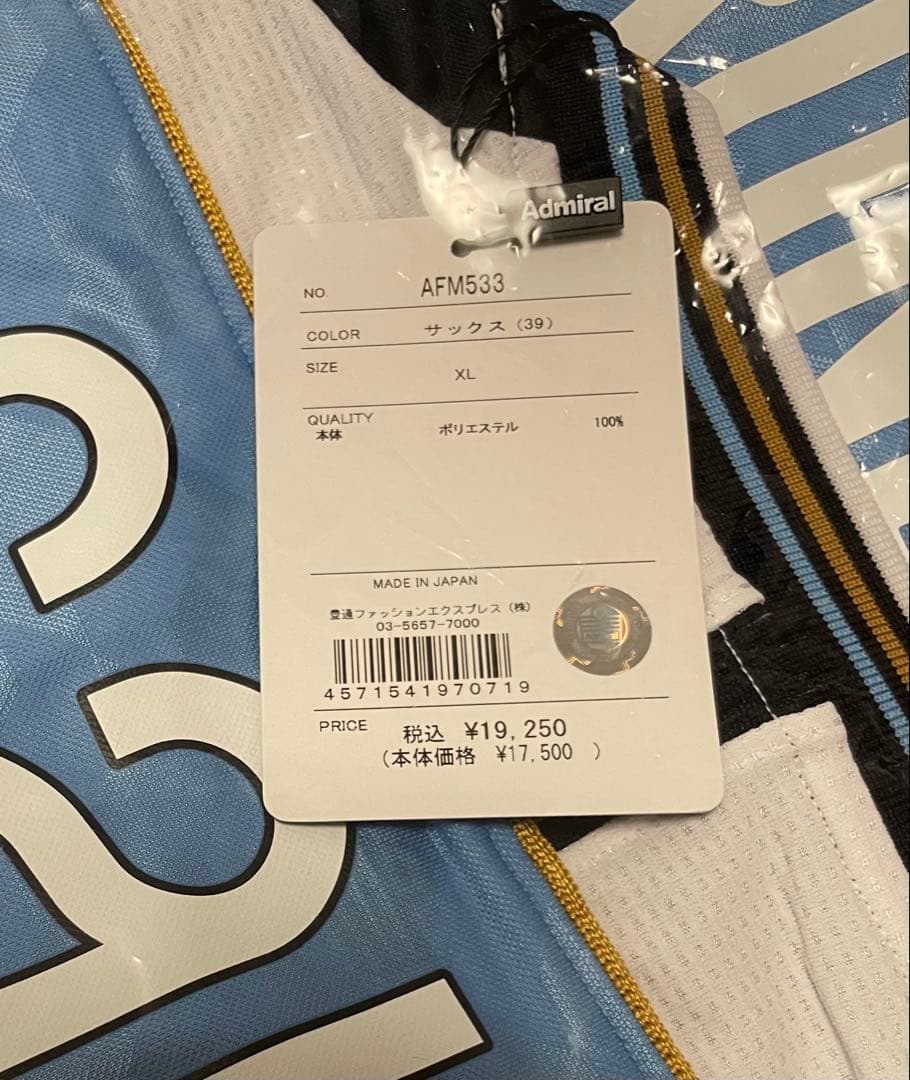 Admiral
NO. AFM533
COLOR サックス（39）
SIZE XL
QUALITY
本体 ポリエステル 100%
MADE IN JAPAN
豊通ファッションエクスプレス（株）
03-5657-7000
4571541970719
PRICE 税込 ¥19,250
（本体価格 ¥17,500 ）